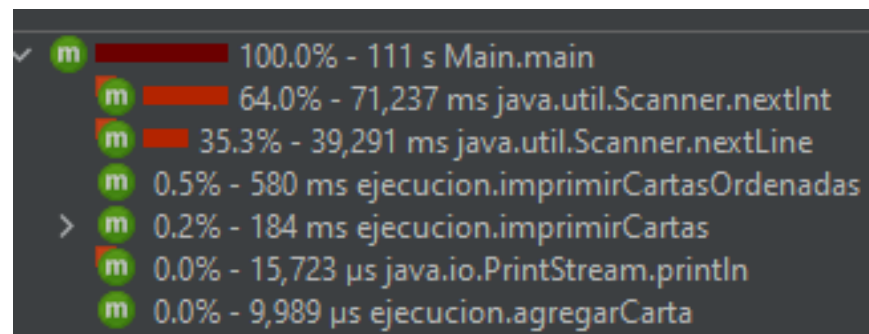 m 100.0% - 111 s Main.main
m 64.0% - 71,237 ms java.util.Scanner.nextInt
m 35.3% - 39,291 ms java.util.Scanner.nextLine
m 0.5% - 580 ms ejecucion.imprimirCartasOrdenadas
m 0.2% - 184 ms ejecucion.imprimirCartas
m 0.0% - 15,723 µs java.io.PrintStream.println
m 0.0% - 9,989 µs ejecucion.agregarCarta